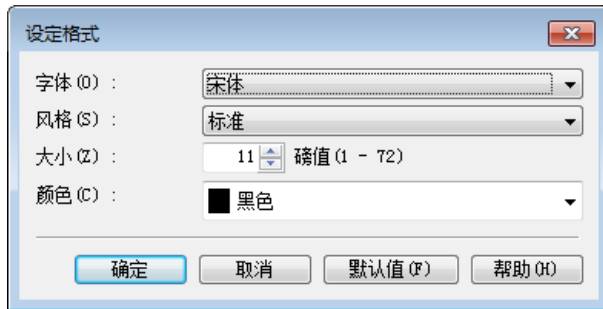 设定格式
字体(O) : 宋体
风格(S) : 标准
大小(Z) : 11 磅值(1 - 72)
颜色(C) : 黑色
确定 取消 默认值(F) 帮助(H)